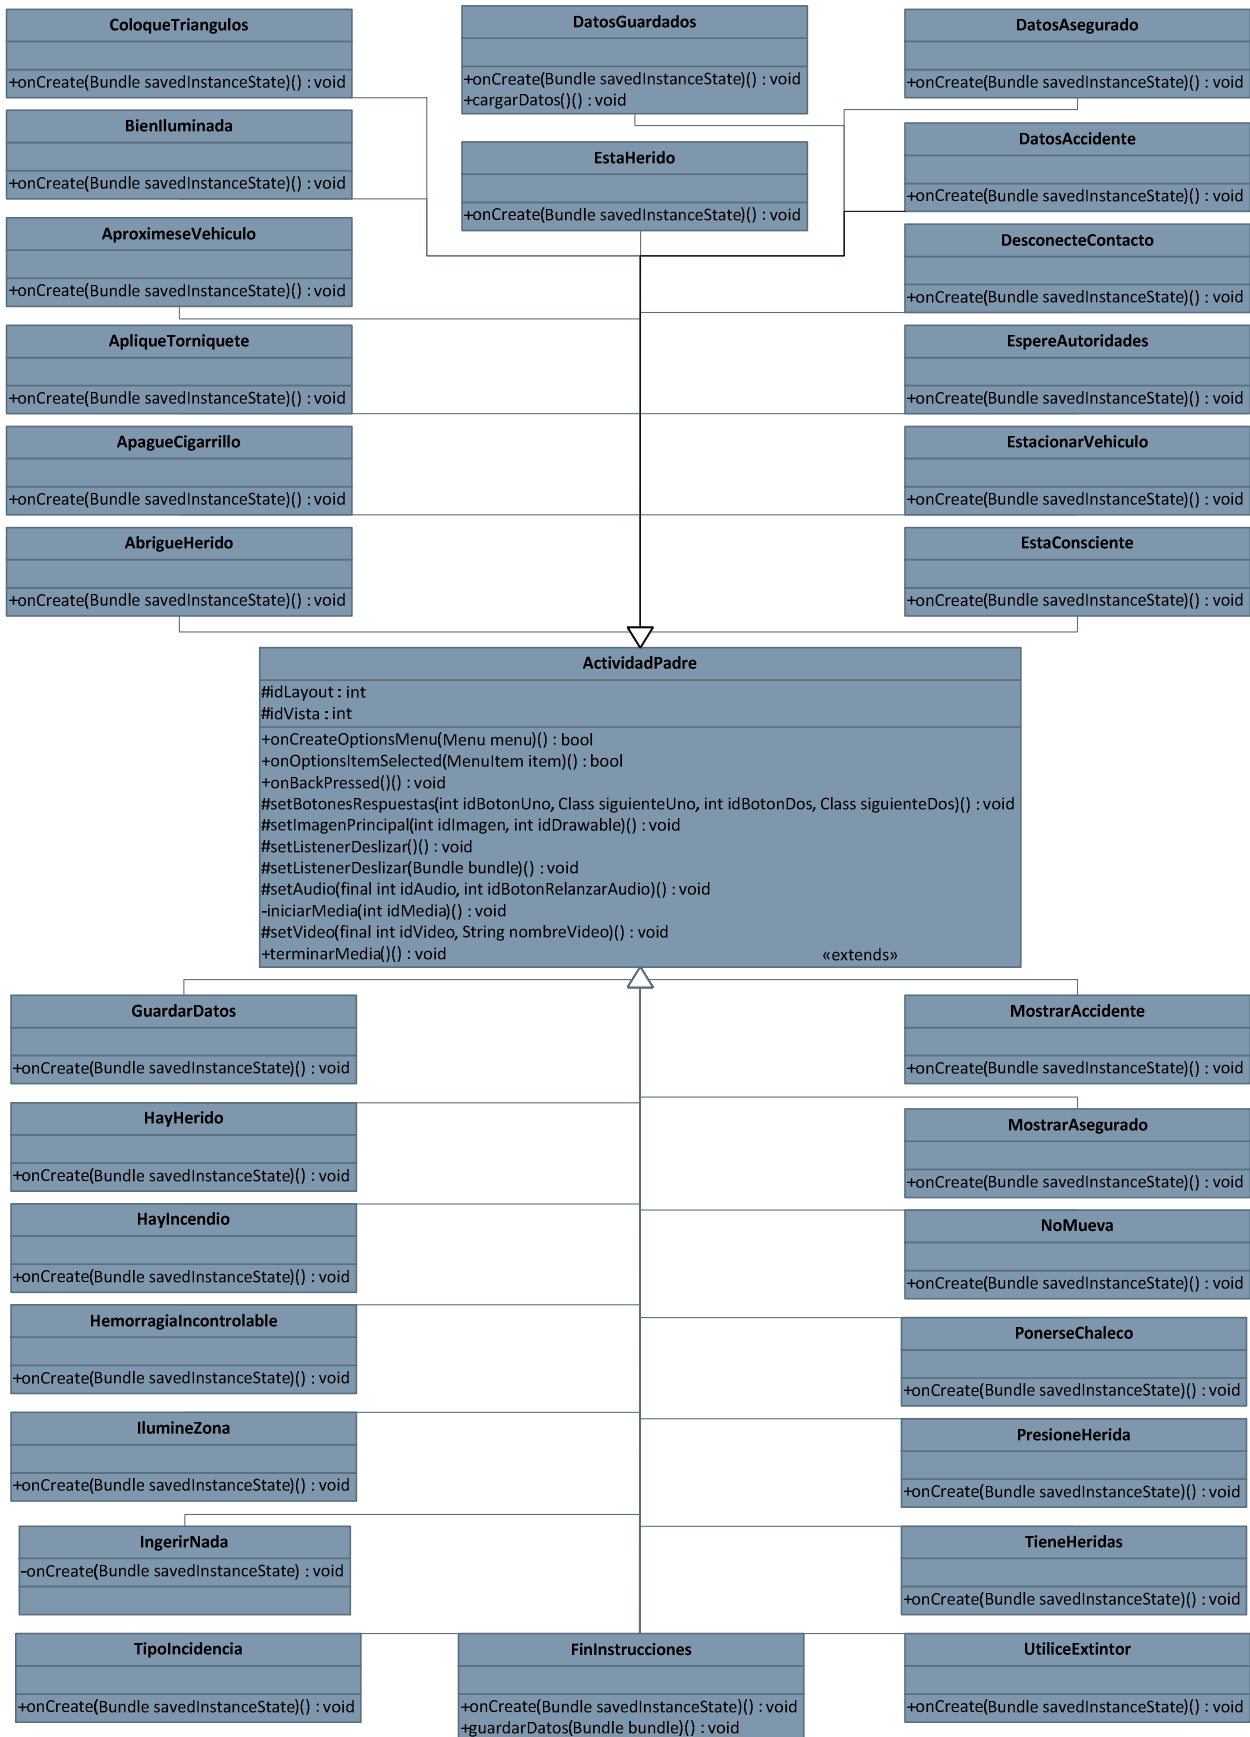 ColoqueTriangulos
+onCreate(Bundle savedInstanceState)() : void
DatosGuardados
+onCreate(Bundle savedInstanceState)() : void
+cargarDatos()() : void
DatosAsegurado
+onCreate(Bundle savedInstanceState)() : void
BienIluminada
+onCreate(Bundle savedInstanceState)() : void
EstaHerido
+onCreate(Bundle savedInstanceState)() : void
DatosAccidente
+onCreate(Bundle savedInstanceState)() : void
AproximeseVehiculo
+onCreate(Bundle savedInstanceState)() : void
DesconecteContacto
+onCreate(Bundle savedInstanceState)() : void
ApliqueTorniquete
+onCreate(Bundle savedInstanceState)() : void
EspereAutoridades
+onCreate(Bundle savedInstanceState)() : void
ApagueCigarrillo
+onCreate(Bundle savedInstanceState)() : void
EstacionarVehiculo
+onCreate(Bundle savedInstanceState)() : void
AbrigueHerido
+onCreate(Bundle savedInstanceState)() : void
EstaConsciente
+onCreate(Bundle savedInstanceState)() : void
ActividadPadre
#idLayout : int
#idVista : int
+onCreateOptionsMenu(Menu menu)() : bool
+onOptionsItemSelected(MenuItem item)() : bool
+onBackPressed()() : void
#setBotonesRespuestas(int idBotonUno, Class siguienteUno, int idBotonDos, Class siguienteDos)() : void
#setImagenPrincipal(int idImagen, int idDrawable)() : void
#setListenerDeslizar()() : void
#setListenerDeslizar(Bundle bundle)() : void
#setAudio(final int idAudio, int idBotonRelanzarAudio)() : void
-iniciarMedia(int idMedia)() : void
#setVideo(final int idVideo, String nombreVideo)() : void
+terminarMedia()() : void
«extends»
GuardarDatos
+onCreate(Bundle savedInstanceState)() : void
MostrarAccidente
+onCreate(Bundle savedInstanceState)() : void
HayHerido
+onCreate(Bundle savedInstanceState)() : void
MostrarAsegurado
+onCreate(Bundle savedInstanceState)() : void
HayIncendio
+onCreate(Bundle savedInstanceState)() : void
NoMueva
+onCreate(Bundle savedInstanceState)() : void
HemorragiaIncontrolable
+onCreate(Bundle savedInstanceState)() : void
PonerseChaleco
+onCreate(Bundle savedInstanceState)() : void
IlumineZona
+onCreate(Bundle savedInstanceState)() : void
PresioneHerida
+onCreate(Bundle savedInstanceState)() : void
IngerirNada
-onCreate(Bundle savedInstanceState) : void
TieneHeridas
+onCreate(Bundle savedInstanceState)() : void
TipoIncidencia
+onCreate(Bundle savedInstanceState)() : void
FinInstrucciones
+onCreate(Bundle savedInstanceState)() : void
+guardarDatos(Bundle bundle)() : void
UtiliceExtintor
+onCreate(Bundle savedInstanceState)() : void